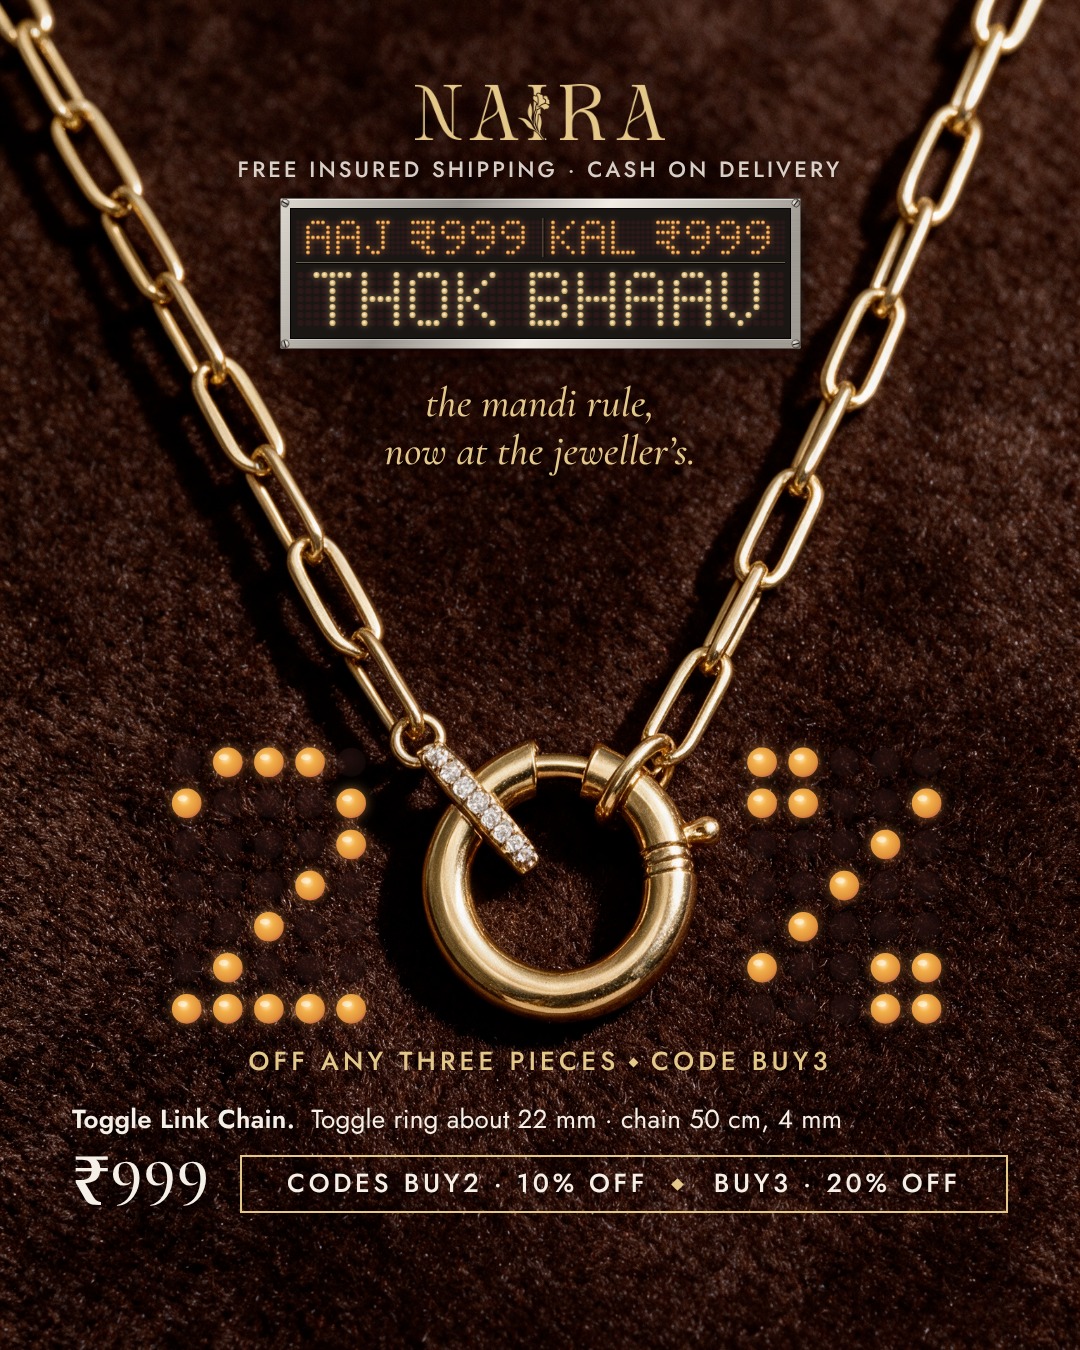 NAIRA
FREE INSURED SHIPPING · CASH ON DELIVERY
AAJ ₹999 KAL ₹999
THOK BHAAV
the mandi rule,
now at the jeweller’s.
2 %
OFF ANY THREE PIECES ◆ CODE BUY3
Toggle Link Chain. Toggle ring about 22 mm · chain 50 cm, 4 mm
₹999
CODES BUY2 · 10% OFF ◆ BUY3 · 20% OFF